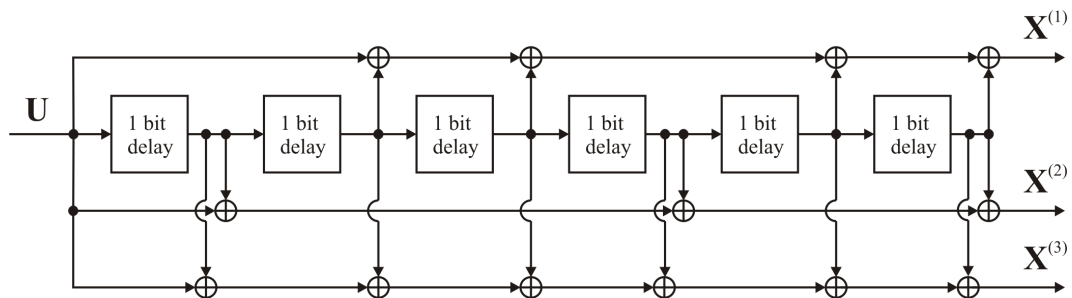 X(1)
U
1 bit
delay
1 bit
delay
1 bit
delay
1 bit
delay
1 bit
delay
1 bit
delay
X(2)
X(3)